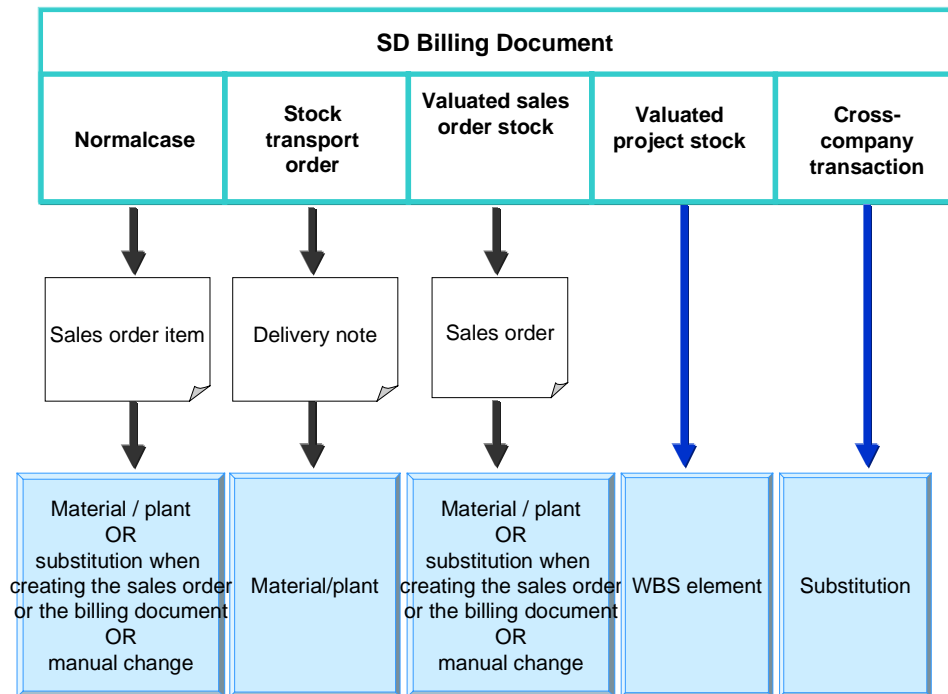 SD Billing Document
Normalcase
Stock
transport
order
Valuated sales
order stock
Valuated
project stock
Cross-
company
transaction
Sales order item
Delivery note
Sales order
Material / plant
OR
substitution when
creating the sales order
or the billing document
OR
manual change
Material/plant
Material / plant
OR
substitution when
creating the sales order
or the billing document
OR
manual change
WBS element
Substitution